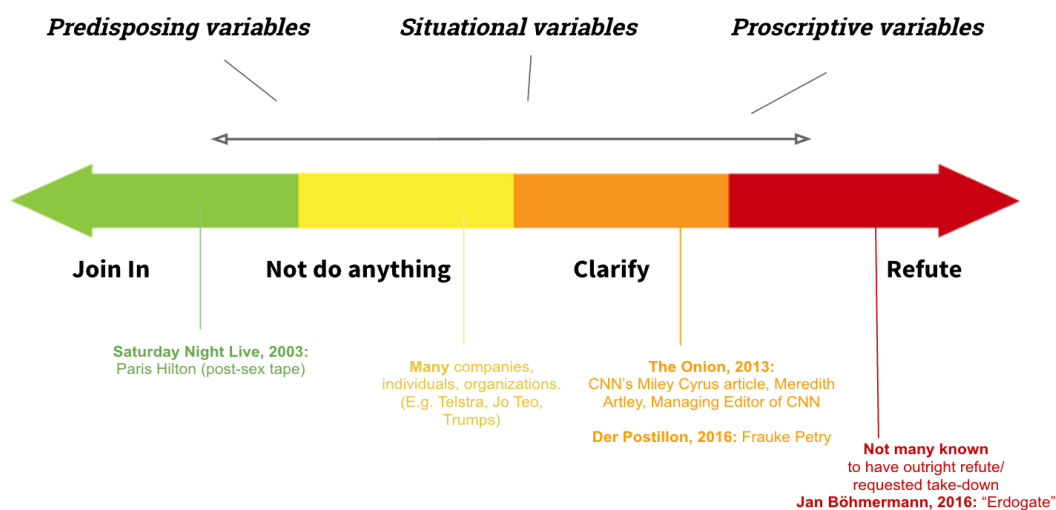 Predisposing variables
Situational variables
Proscriptive variables
Join In
Not do anything
Clarify
Refute
Saturday Night Live, 2003:
Paris Hilton (post-sex tape)
Many companies,
individuals, organizations.
(E.g. Telstra, Jo Teo,
Trumps)
The Onion, 2013:
CNN’s Miley Cyrus article, Meredith
Artley, Managing Editor of CNN
Der Postillon, 2016: Frauke Petry
Not many known
to have outright refute/
requested take-down
Jan Böhmermann, 2016: “Erdogate”